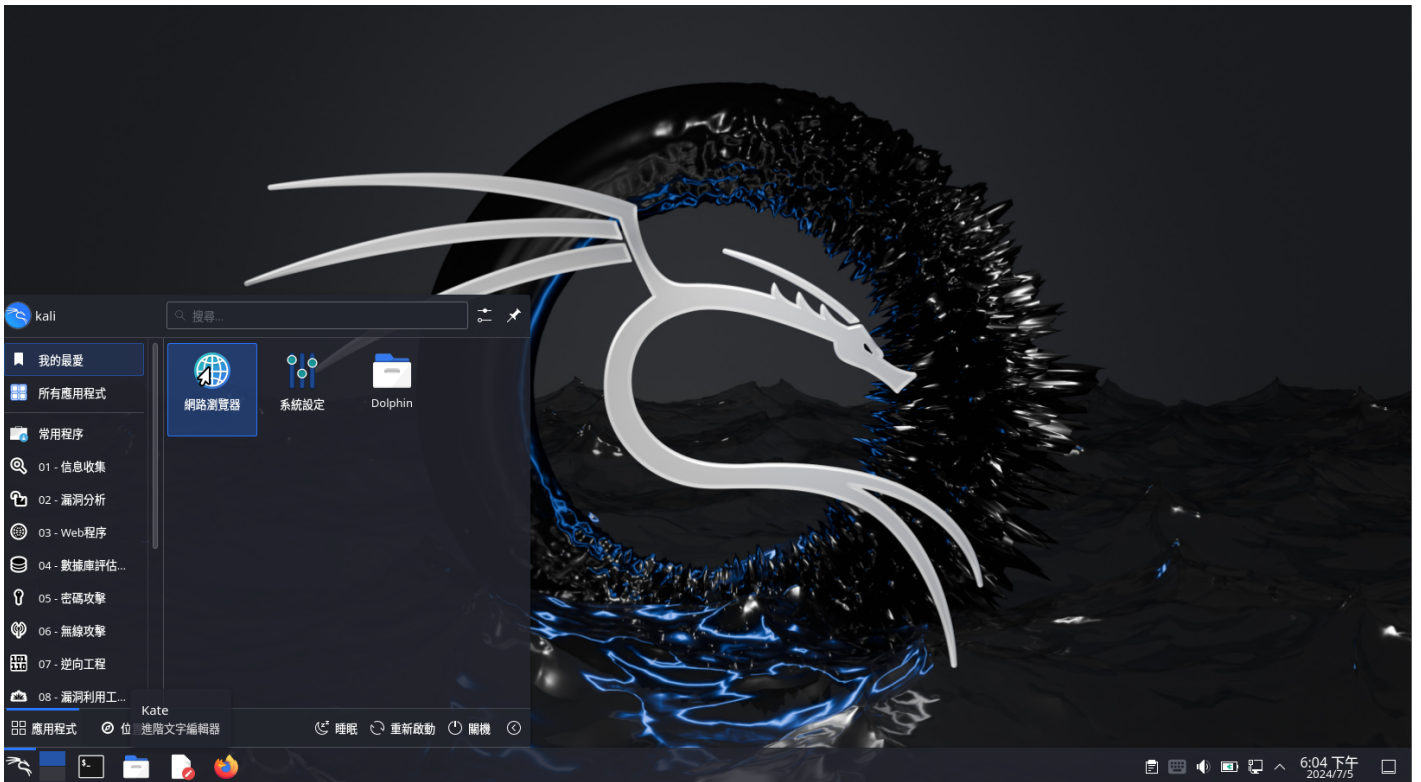 kali
搜尋...
我的最愛
所有應用程式
常用程序
01 - 信息收集
02 - 漏洞分析
03 - Web程序
04 - 數據庫評估...
05 - 密碼攻擊
06 - 無線攻擊
07 - 逆向工程
08 - 漏洞利用工...
網路瀏覽器
系統設定
Dolphin
Kate
進階文字編輯器
應用程式
位
睡眠
重新啟動
關機
$_
6:04 下午
2024/7/5